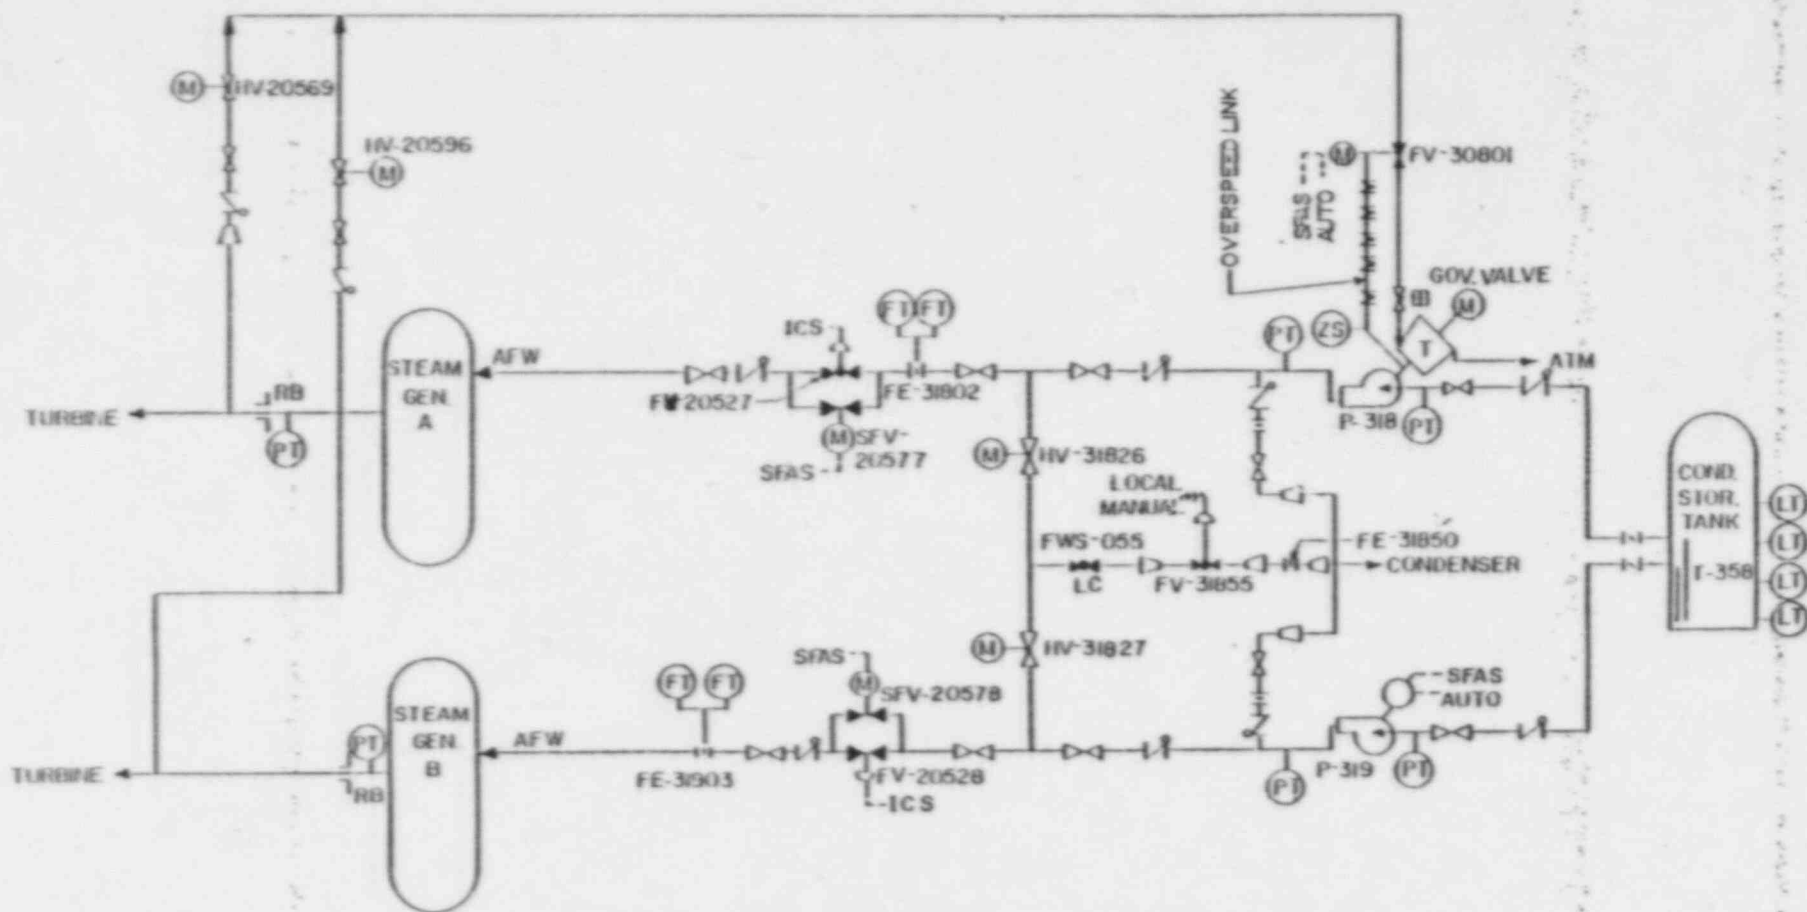 M HV-20569
HV-20596
M
OVERSPEED LINK
SFAS
AUTO
M FV-30801
GOV. VALVE
M
ZS
T
ATM
PT
P-318
PT
STEAM
GEN.
A
AFW
ICS
FT FT
FV-20527
FE-31802
M SFV-
20577
SFAS
RB
PT
TURBINE
M HV-31826
LOCAL
MANUAL
FWS-055
LC
FV-31855
FE-31850
CONDENSER
COND.
STOR.
TANK
T-358
LT
LT
LT
LT
M HV-31827
SFAS
M SFV-20578
FT FT
STEAM
GEN.
B
AFW
FE-31903
FV-20528
ICS
PT
RB
TURBINE
SFAS
AUTO
P-319
PT
PT